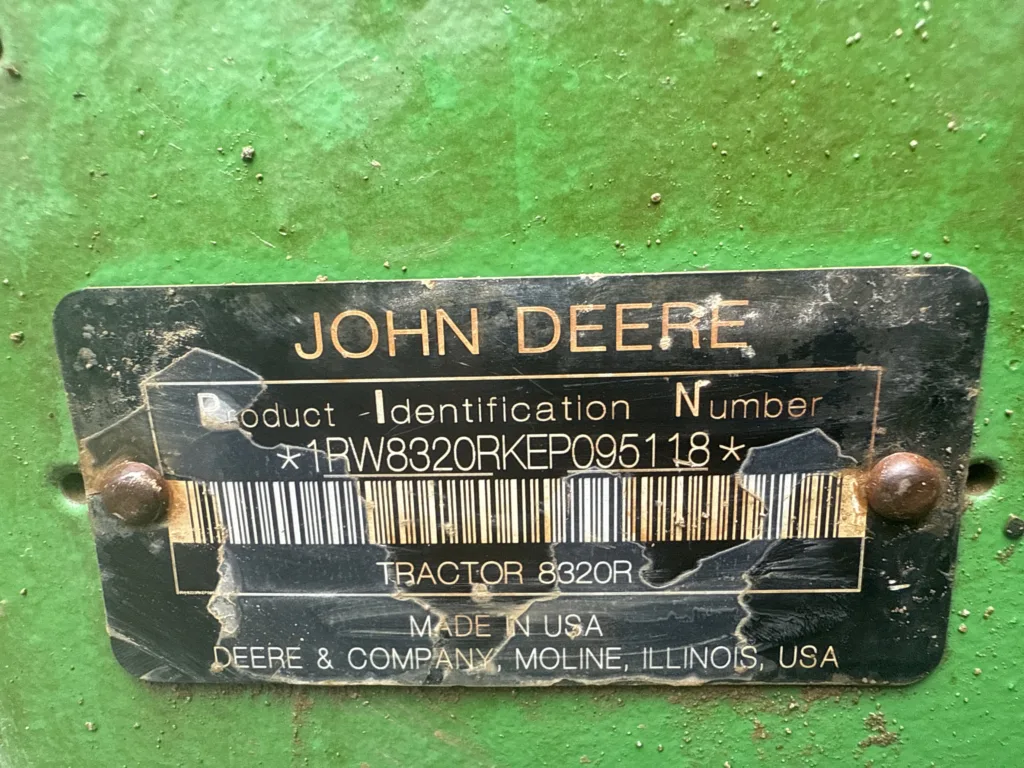 JOHN DEERE
Product Identification Number
*1RW8320RKEP095118*
TRACTOR 8320R
MADE IN USA
DEERE & COMPANY, MOLINE, ILLINOIS, USA